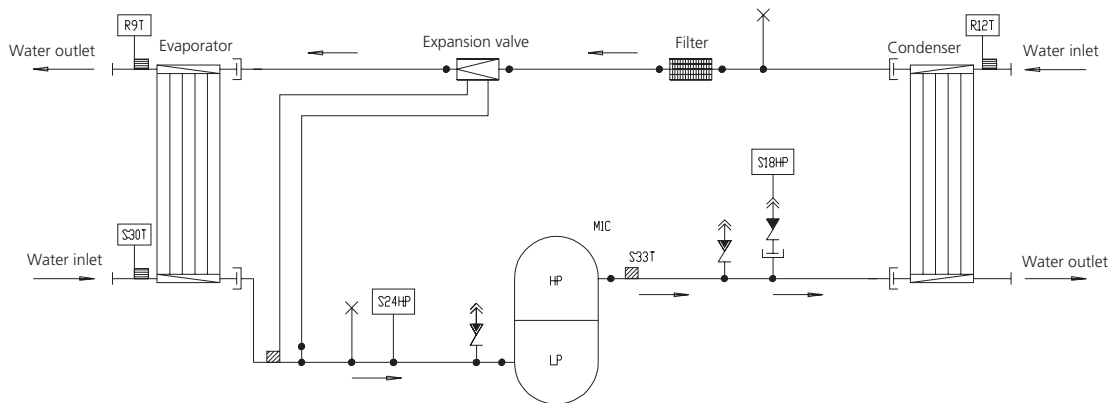 R9T
R12T
Water outlet
Evaporator
Expansion valve
Filter
Condenser
Water inlet
S18HP
S30T
M1C
S33T
Water inlet
Water outlet
HP
S24HP
LP